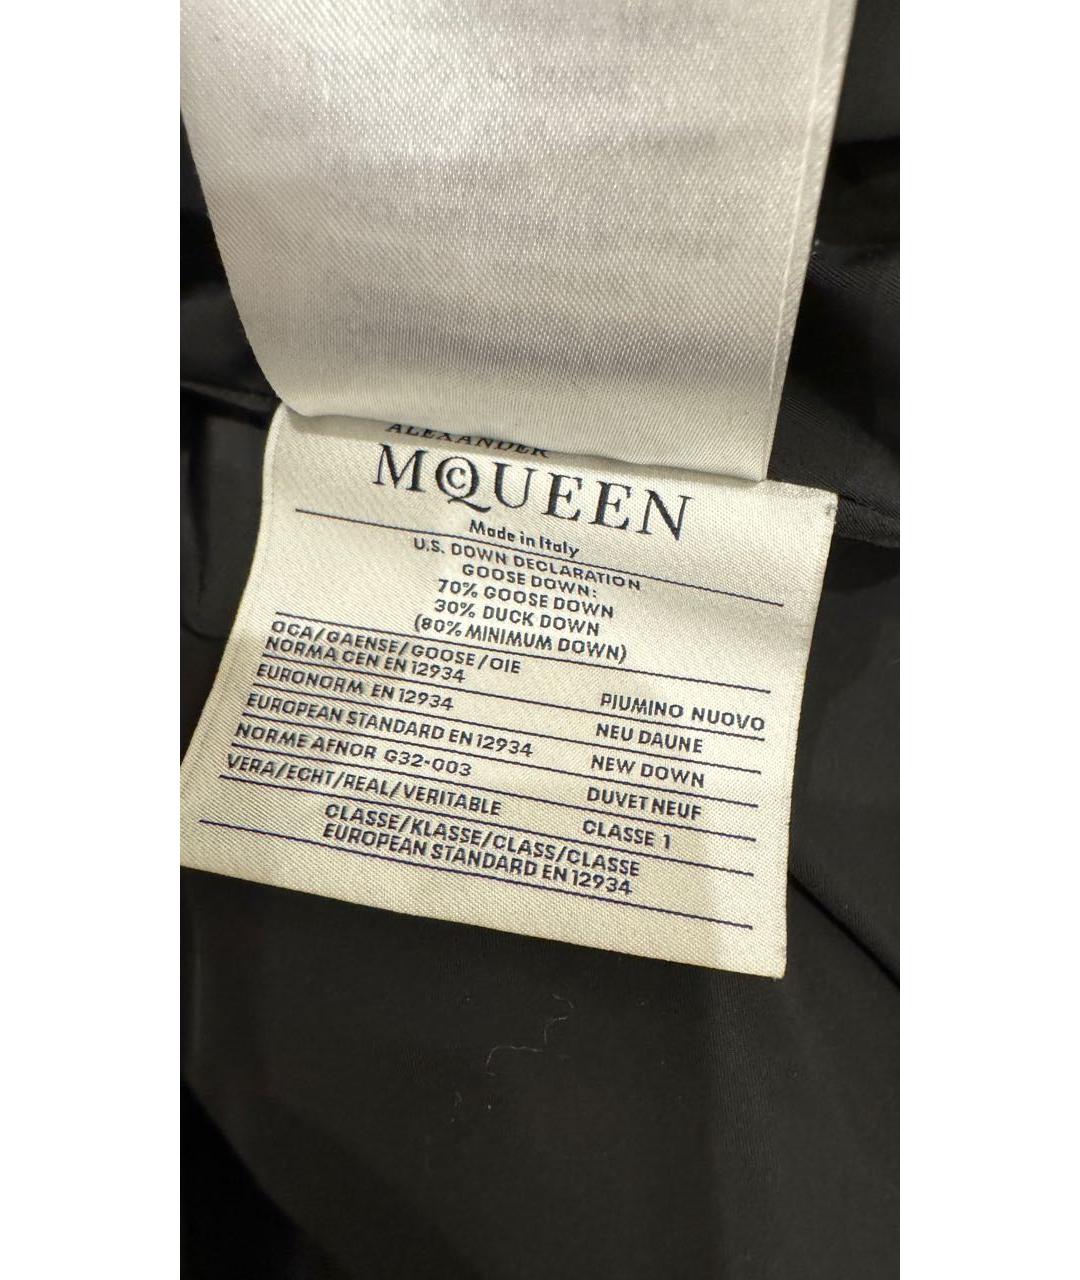 ALEXANDER
McQUEEN
Made in Italy
U.S. DOWN DECLARATION
GOOSE DOWN:
70% GOOSE DOWN
30% DUCK DOWN
(80% MINIMUM DOWN)
OCA/GAENSE/GOOSE/OIE
NORMA CEN EN 12934 PIUMINO NUOVO
EURONORM EN 12934 NEU DAUNE
EUROPEAN STANDARD EN 12934 NEW DOWN
NORME AFNOR G32-003 DUVET NEUF
VERA/ECHT/REAL/VERITABLE CLASSE 1
CLASSE/KLASSE/CLASS/CLASSE
EUROPEAN STANDARD EN 12934